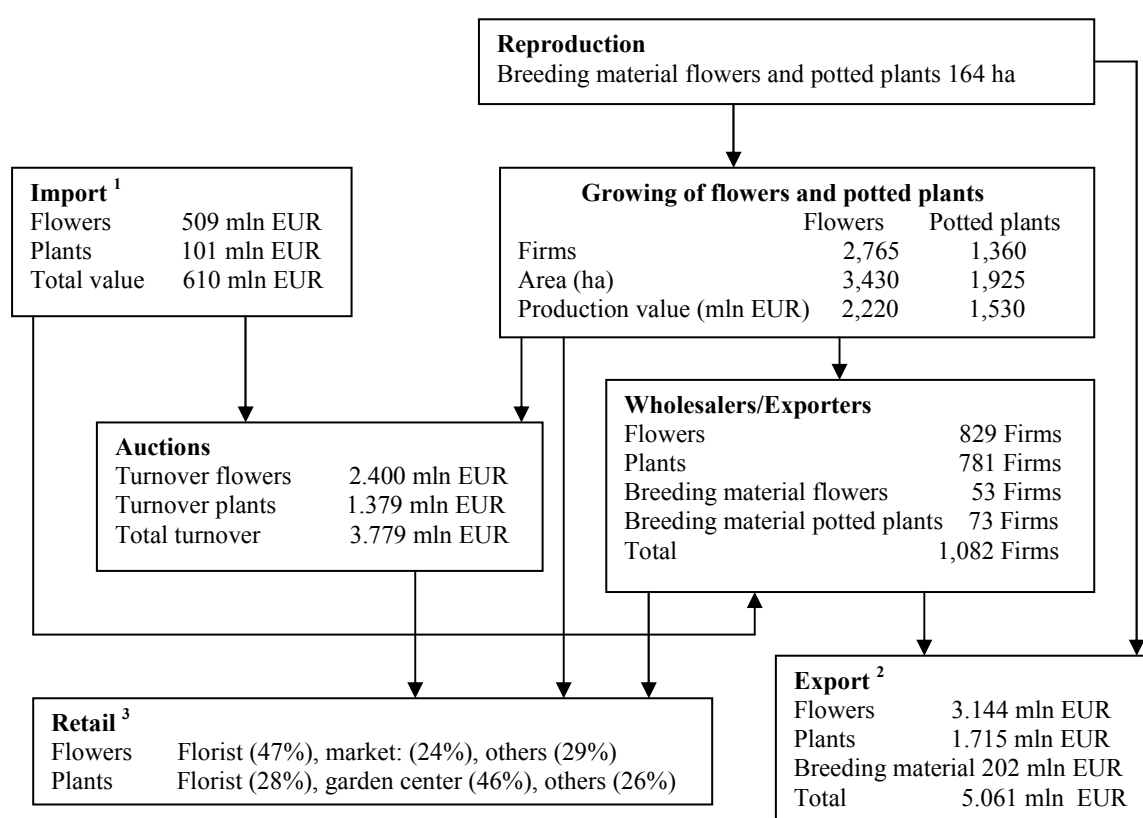 Reproduction
Breeding material flowers and potted plants 164 ha
Import 1
Flowers 509 mln EUR
Plants 101 mln EUR
Total value 610 mln EUR
Growing of flowers and potted plants
Flowers Potted plants
Firms 2,765 1,360
Area (ha) 3,430 1,925
Production value (mln EUR) 2,220 1,530
Auctions
Turnover flowers 2.400 mln EUR
Turnover plants 1.379 mln EUR
Total turnover 3.779 mln EUR
Wholesalers/Exporters
Flowers 829 Firms
Plants 781 Firms
Breeding material flowers 53 Firms
Breeding material potted plants 73 Firms
Total 1,082 Firms
Retail 3
Flowers Florist (47%), market: (24%), others (29%)
Plants Florist (28%), garden center (46%), others (26%)
Export 2
Flowers 3.144 mln EUR
Plants 1.715 mln EUR
Breeding material 202 mln EUR
Total 5.061 mln EUR